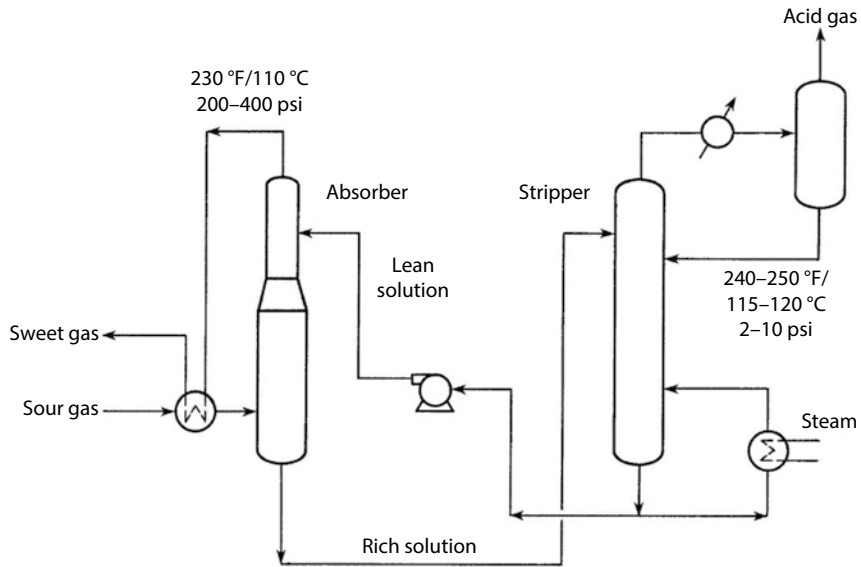 Acid gas
230 °F/110 °C
200–400 psi
Absorber
Stripper
Lean
solution
240–250 °F/
115–120 °C
2–10 psi
Sweet gas
Sour gas
Steam
Rich solution